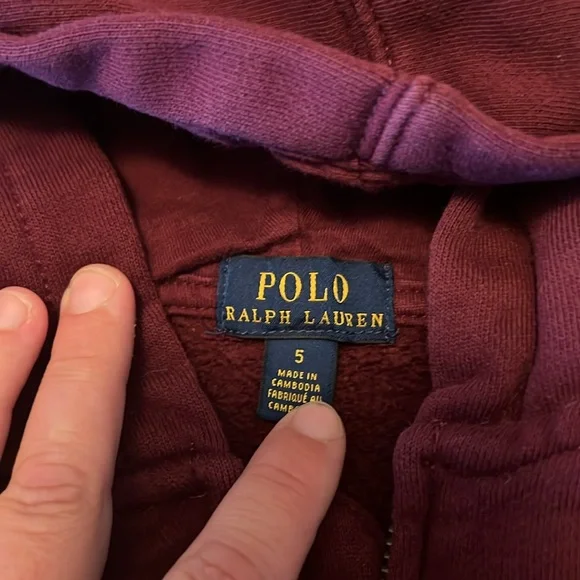 POLO
RALPH LAUREN
5
MADE IN
CAMBODIA
FABRIQUÉ AU